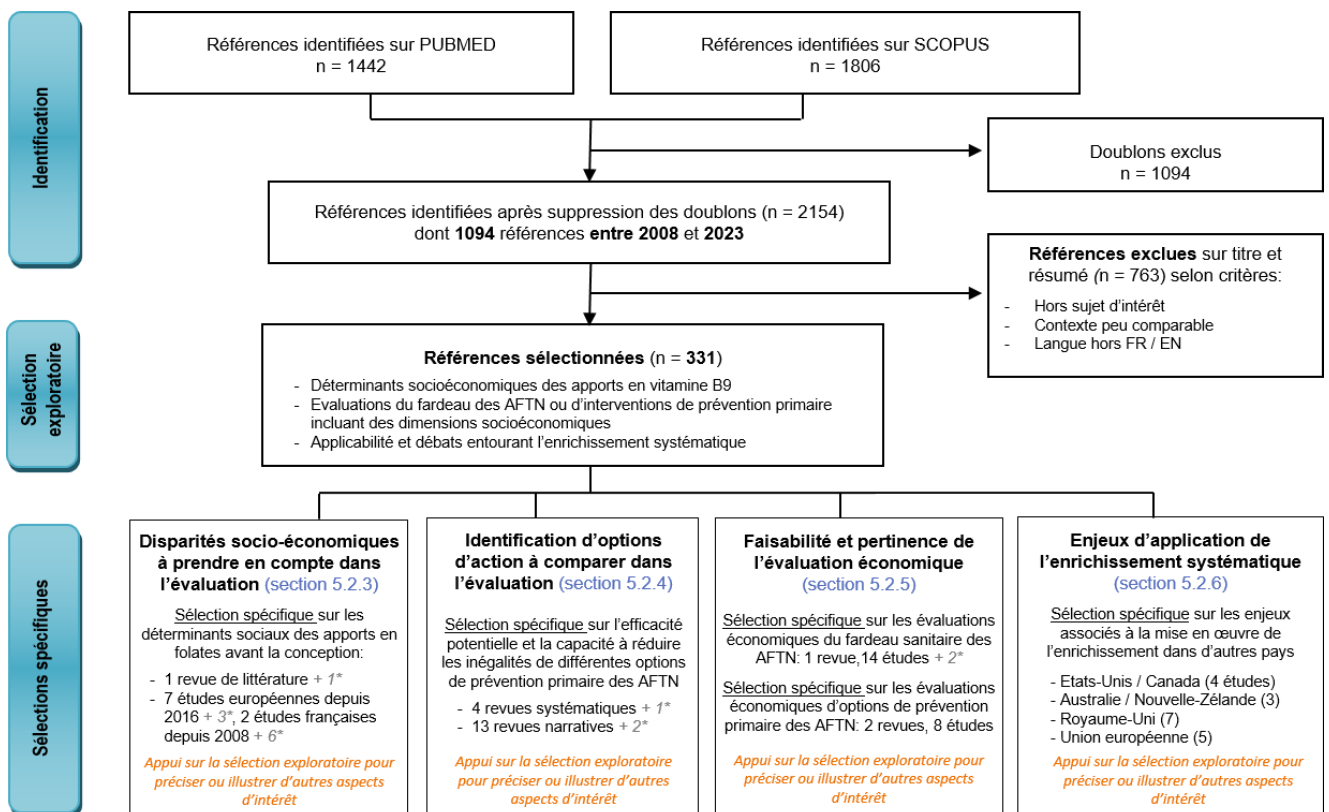 Identification
Références identifiées sur PUBMED
n = 1442
Références identifiées sur SCOPUS
n = 1806
Doublons exclus
n = 1094
Références identifiées après suppression des doublons (n = 2154)
dont 1094 références entre 2008 et 2023
Références exclues sur titre et
résumé (n = 763) selon critères:
- Hors sujet d'intérêt
- Contexte peu comparable
- Langue hors FR / EN
Sélection
exploratoire
Références sélectionnées (n = 331)
- Déterminants socioéconomiques des apports en vitamine B9
- Evaluations du fardeau des AFTN ou d'interventions de prévention primaire
incluant des dimensions socioéconomiques
- Applicabilité et débats entourant l'enrichissement systématique
Sélections spécifiques
Disparités socio-économiques
à prendre en compte dans
l'évaluation (section 5.2.3)
Sélection spécifique sur les
déterminants sociaux des apports en
folates avant la conception:
- 1 revue de littérature + 1*
- 7 études européennes depuis
2016 + 3*, 2 études françaises
depuis 2008 + 6*
Appui sur la sélection exploratoire pour
préciser ou illustrer d'autres aspects
d'intérêt
Identification d'options
d'action à comparer dans
l'évaluation (section 5.2.4)
Sélection spécifique sur l'efficacité
potentielle et la capacité à réduire
les inégalités de différentes options
de prévention primaire des AFTN
- 4 revues systématiques + 1*
- 13 revues narratives + 2*
Appui sur la sélection exploratoire
pour préciser ou illustrer d'autres
aspects d'intérêt
Faisabilité et pertinence de
l'évaluation économique
(section 5.2.5)
Sélection spécifique sur les évaluations
économiques du fardeau sanitaire des
AFTN: 1 revue,14 études + 2*
Sélection spécifique sur les évaluations
économiques d'options de prévention
primaire des AFTN: 2 revues, 8 études
Appui sur la sélection exploratoire pour
préciser ou illustrer d'autres aspects
d'intérêt
Enjeux d'application de
l'enrichissement systématique
(section 5.2.6)
Sélection spécifique sur les enjeux
associés à la mise en œuvre de
l'enrichissement dans d'autres pays
- Etats-Unis / Canada (4 études)
- Australie / Nouvelle-Zélande (3)
- Royaume-Uni (7)
- Union européenne (5)
Appui sur la sélection exploratoire pour
préciser ou illustrer d'autres aspects
d'intérêt